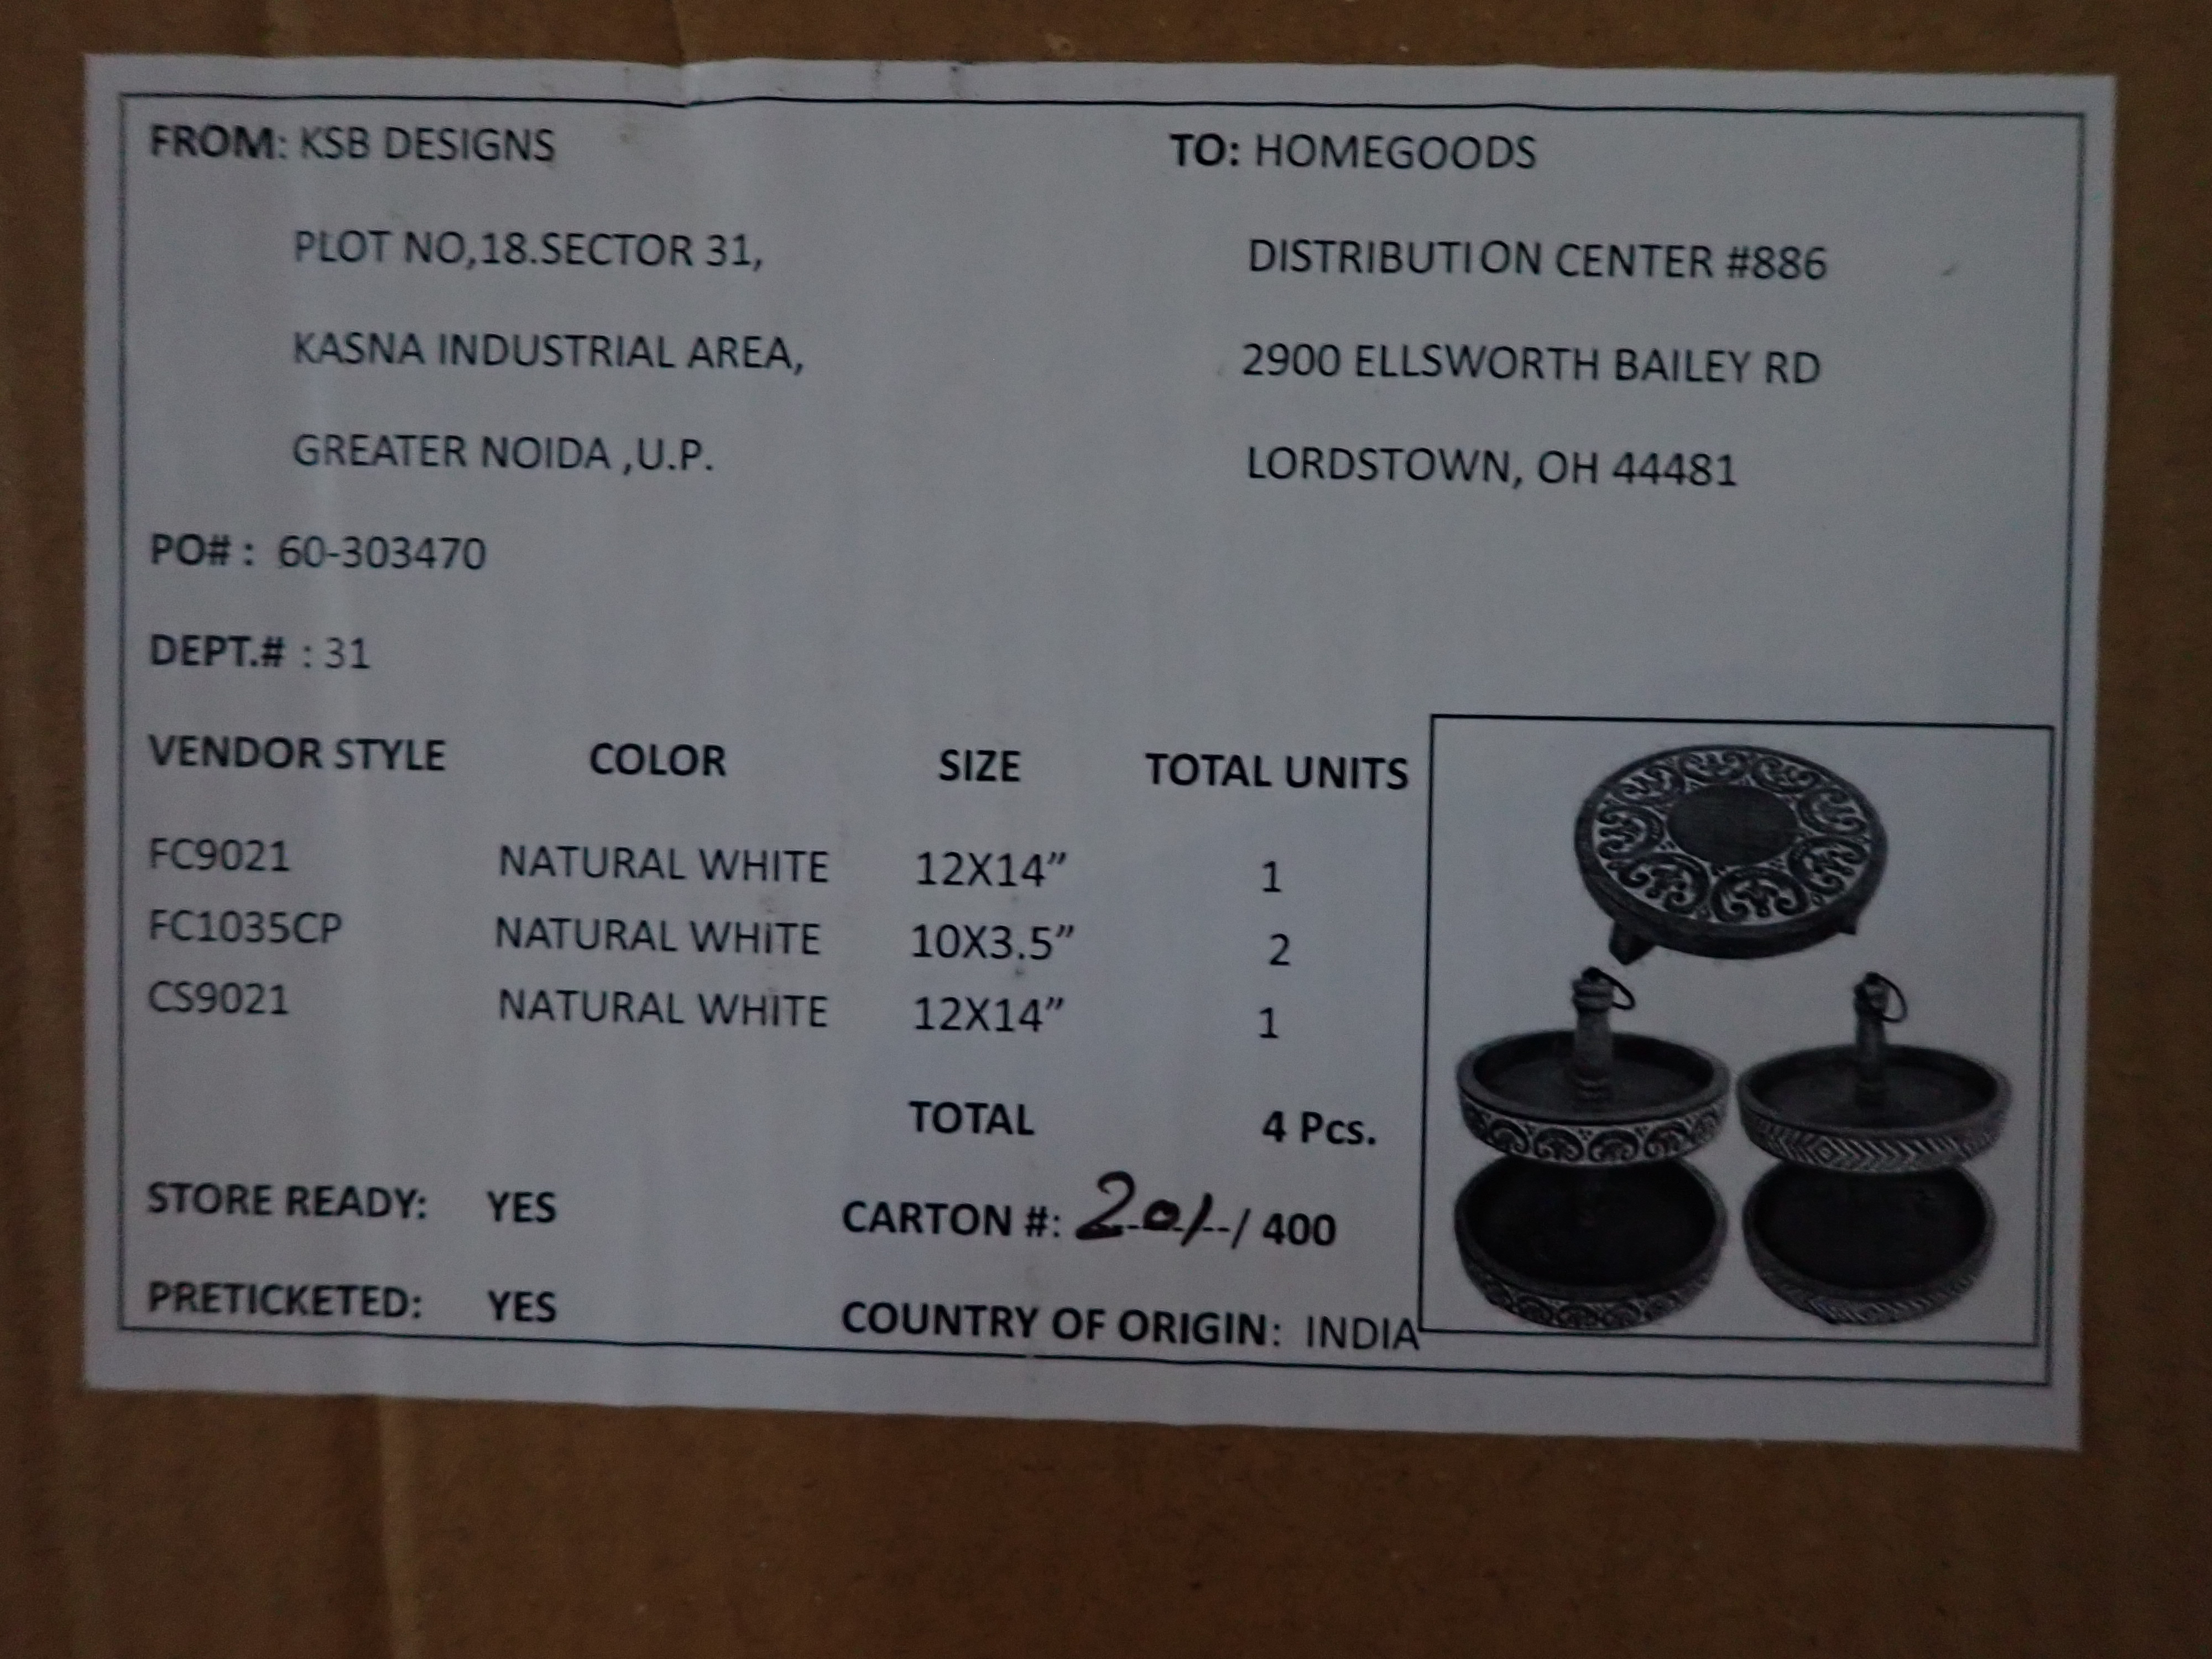 FROM: KSB DESIGNS
PLOT NO,18.SECTOR 31,
KASNA INDUSTRIAL AREA,
GREATER NOIDA ,U.P.
TO: HOMEGOODS
DISTRIBUTION CENTER #886
2900 ELLSWORTH BAILEY RD
LORDSTOWN, OH 44481
PO# : 60-303470
DEPT.# : 31
VENDOR STYLE COLOR SIZE TOTAL UNITS
FC9021 NATURAL WHITE 12X14” 1
FC1035CP NATURAL WHITE 10X3.5” 2
CS9021 NATURAL WHITE 12X14” 1
TOTAL 4 Pcs.
STORE READY: YES CARTON #: 201 / 400
PRETICKETED: YES COUNTRY OF ORIGIN: INDIA